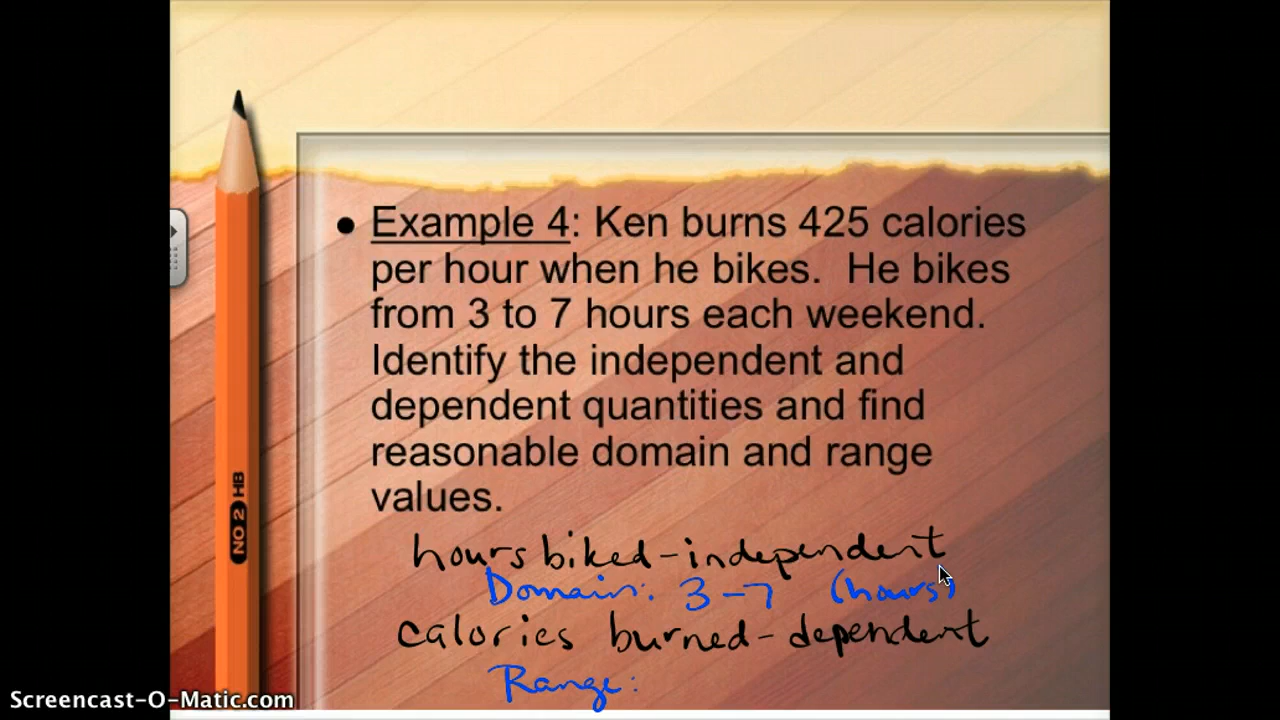 • Example 4: Ken burns 425 calories
per hour when he bikes. He bikes
from 3 to 7 hours each weekend.
Identify the independent and
dependent quantities and find
reasonable domain and range
values.
hours biked - independent
Domain: 3-7 (hours)
calories burned - dependent
Range:
NO 2 HB
Screencast-O-Matic.com